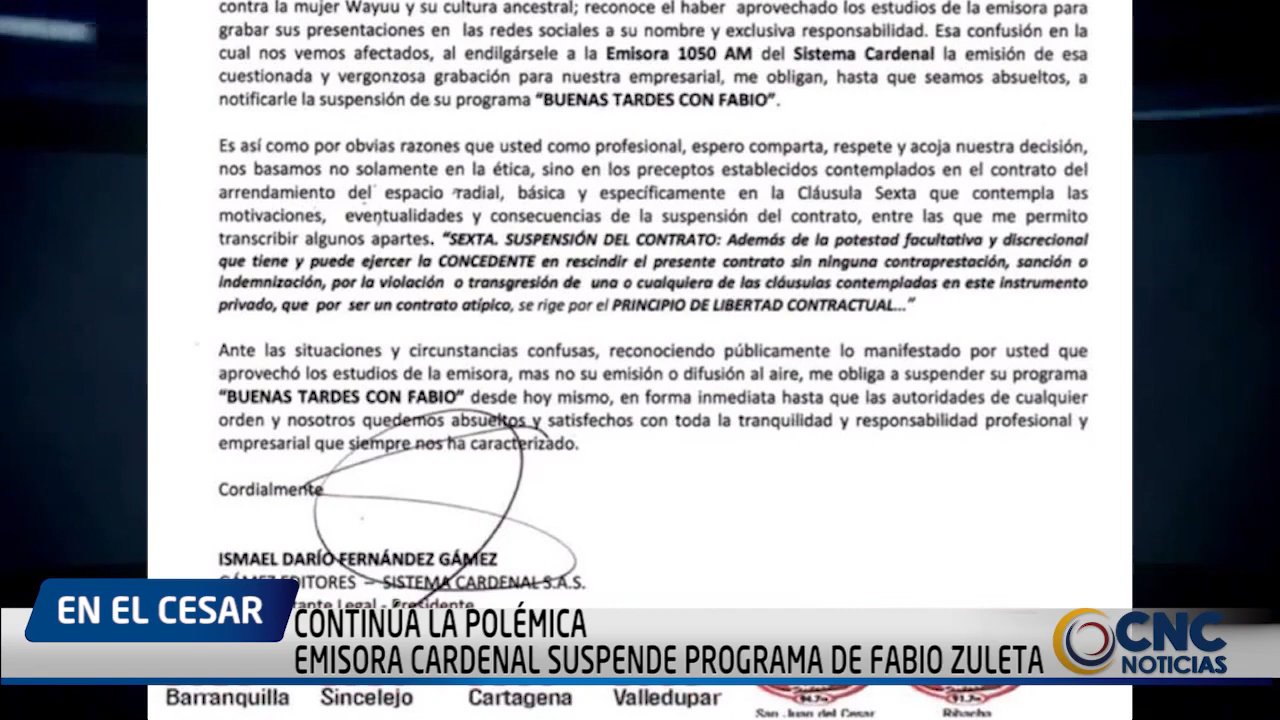 contra la mujer Wayuu y su cultura ancestral; reconoce el haber aprovechado los estudios de la emisora para
grabar sus presentaciones en las redes sociales a su nombre y exclusiva responsabilidad. Esa confusión en la
cual nos vemos afectados, al endilgársele a la Emisora 1050 AM del Sistema Cardenal la emisión de esa
cuestionada y vergonzosa grabación para nuestra empresarial, me obligan, hasta que seamos absueltos, a
notificarle la suspensión de su programa “BUENAS TARDES CON FABIO”.
Es así como por obvias razones que usted como profesional, espero comparta, respete y acoja nuestra decisión,
nos basamos no solamente en la ética, sino en los preceptos establecidos contemplados en el contrato del
arrendamiento del espacio radial, básica y específicamente en la Cláusula Sexta que contempla las
motivaciones, eventualidades y consecuencias de la suspensión del contrato, entre las que me permito
transcribir algunos apartes. “SEXTA. SUSPENSIÓN DEL CONTRATO: Además de la potestad facultativa y discrecional
que tiene y puede ejercer la CONCEDENTE en rescindir el presente contrato sin ninguna contraprestación, sanción o
indemnización, por la violación o transgresión de una o cualquiera de las cláusulas contempladas en este instrumento
privado, que por ser un contrato atípico, se rige por el PRINCIPIO DE LIBERTAD CONTRACTUAL...”
Ante las situaciones y circunstancias confusas, reconociendo públicamente lo manifestado por usted que
aprovechó los estudios de la emisora, mas no su emisión o difusión al aire, me obliga a suspender su programa
“BUENAS TARDES CON FABIO” desde hoy mismo, en forma inmediata hasta que las autoridades de cualquier
orden y nosotros quedemos absueltos y satisfechos con toda la tranquilidad y responsabilidad profesional y
empresarial que siempre nos ha caracterizado.
Cordialmente
ISMAEL DARÍO FERNÁNDEZ GÁMEZ
GÁMEZ EDITORES – SISTEMA CARDENAL S.A.S.
Legal - Presidente
EN EL CESAR
CONTINÚA LA POLÉMICA
EMISORA CARDENAL SUSPENDE PROGRAMA DE FABIO ZULETA
CNC
NOTICIAS
Barranquilla Sincelejo Cartagena Valledupar
San Juan del Cesar Riohacha